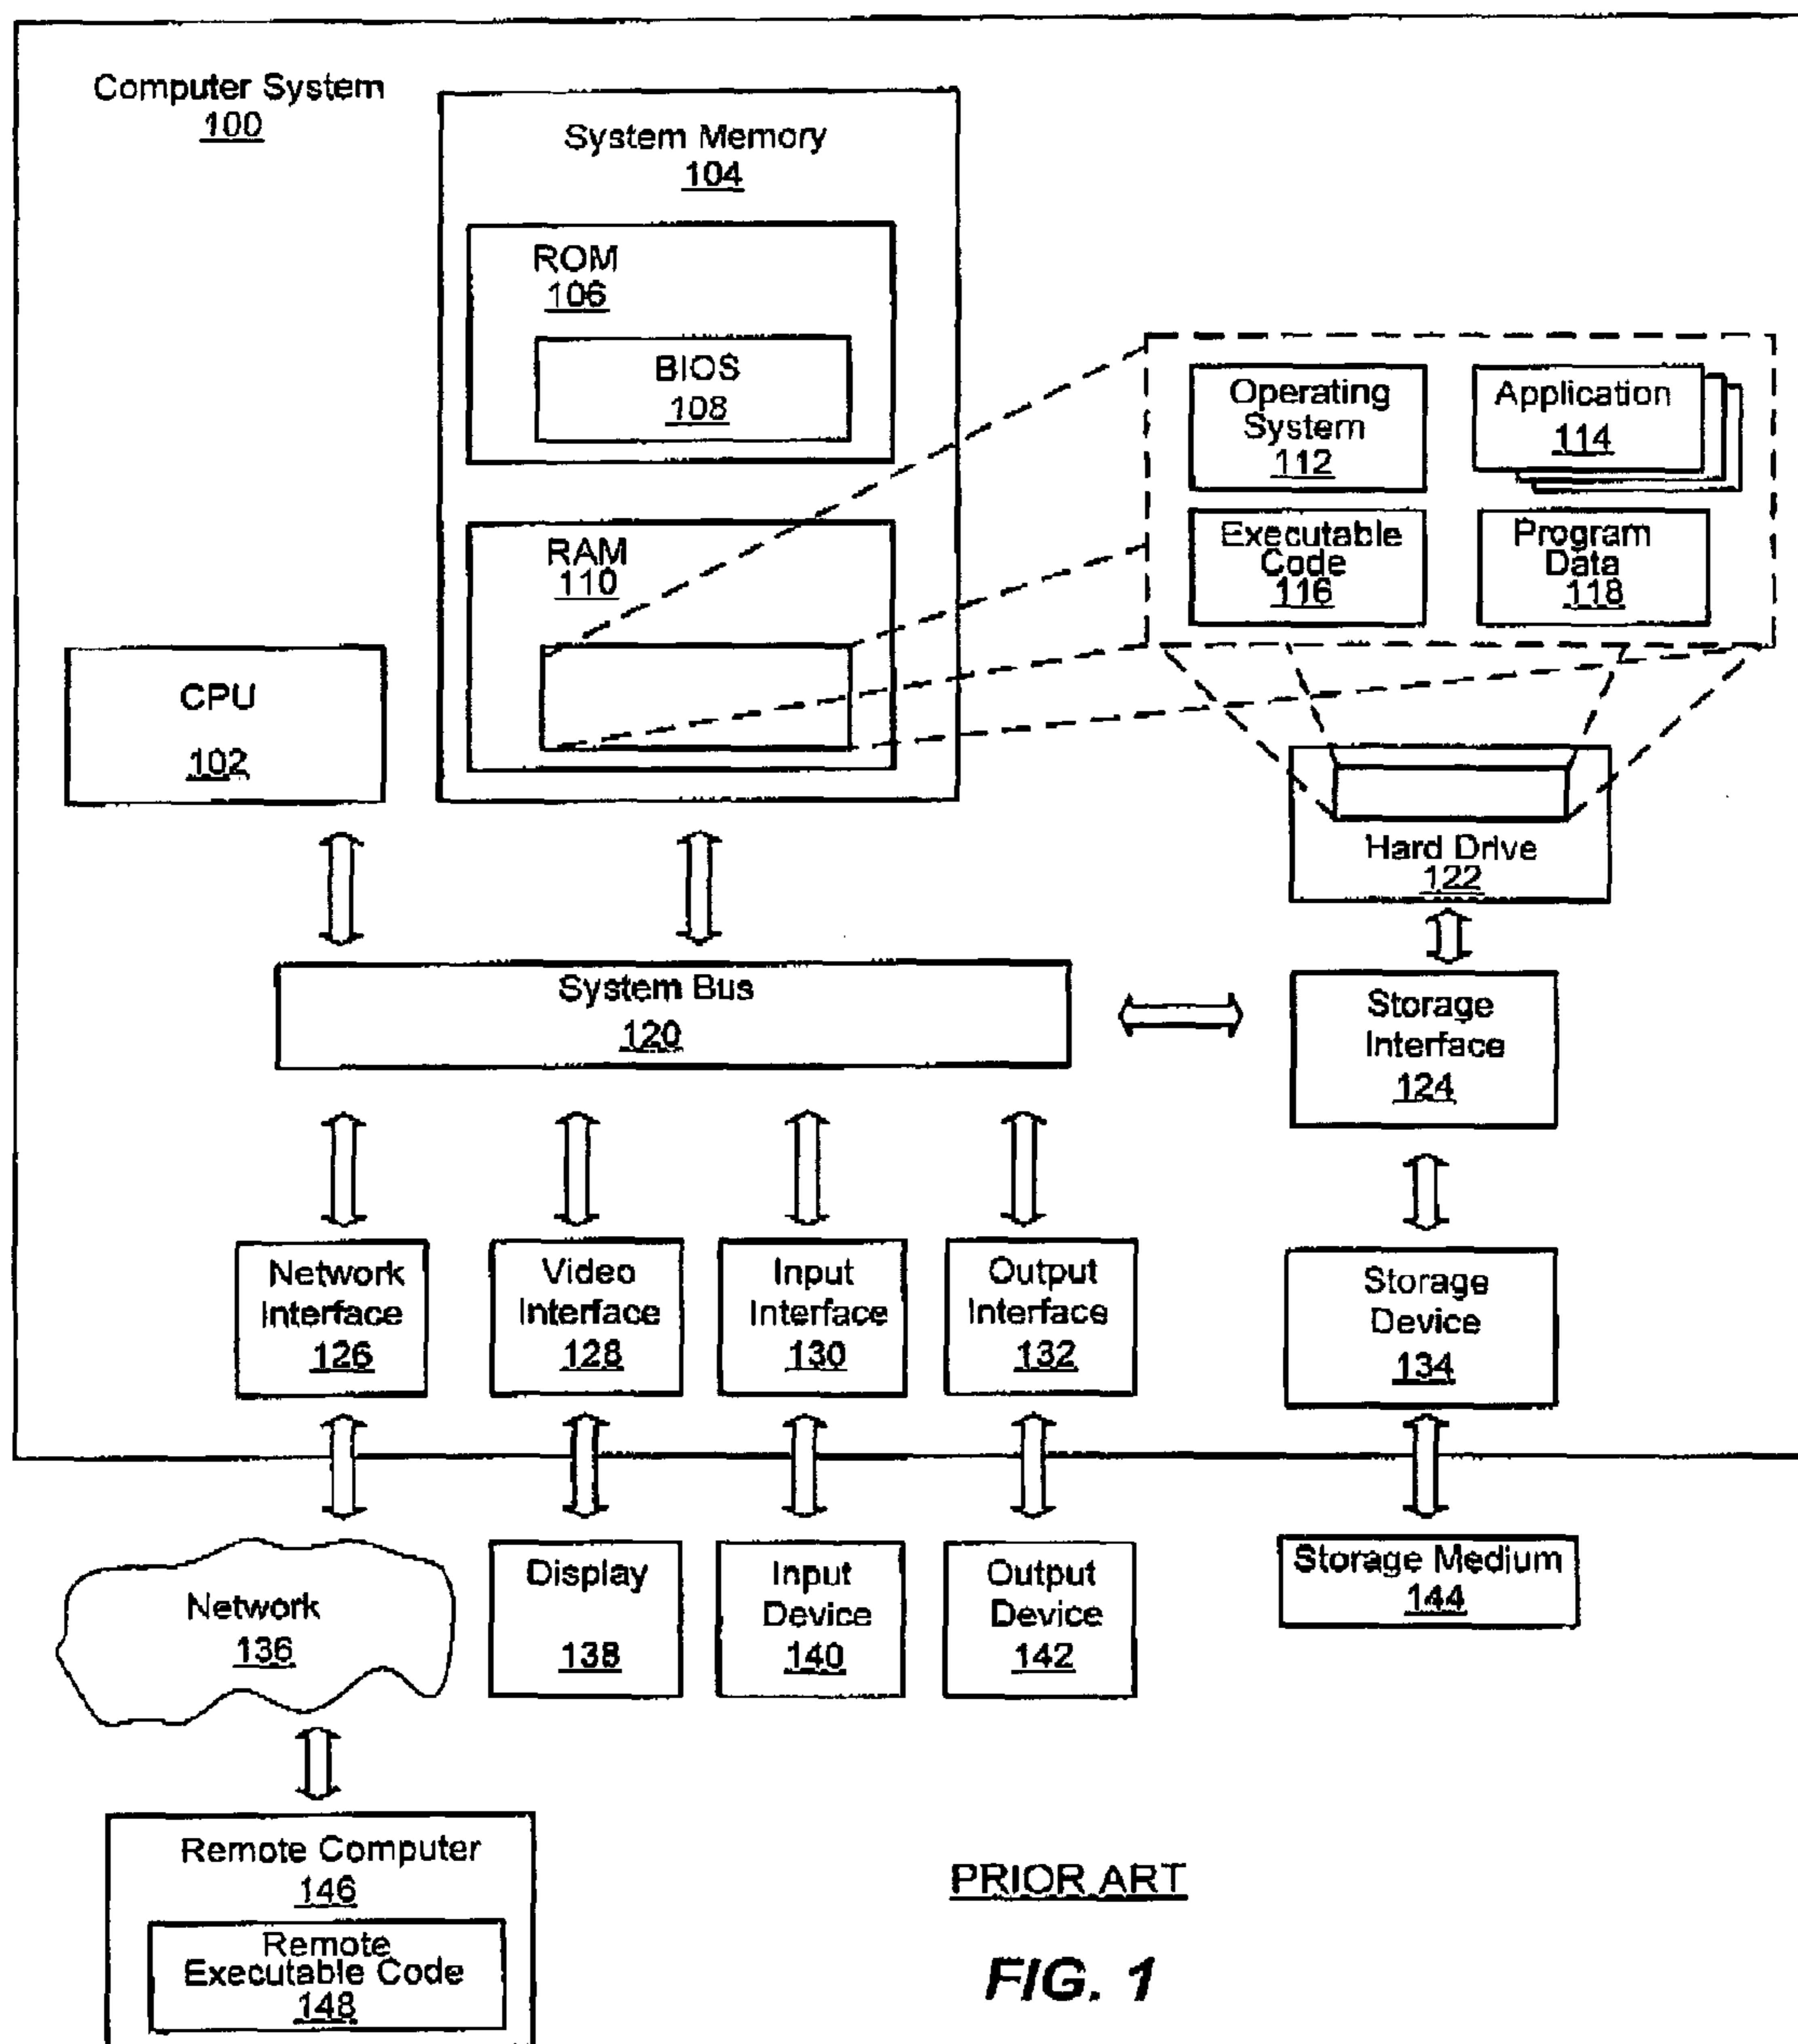 Computer System
100
System Memory
104
ROM
106
BIOS
108
RAM
110
Operating
System
112
Application
114
Executable
Code
116
Program
Data
118
CPU
102
Hard Drive
122
System Bus
120
Storage
Interface
124
Network
Interface
126
Video
Interface
128
Input
Interface
130
Output
Interface
132
Storage
Device
134
Network
136
Display
138
Input
Device
140
Output
Device
142
Storage Medium
144
Remote Computer
146
Remote
Executable Code
148
PRIOR ART
FIG. 1